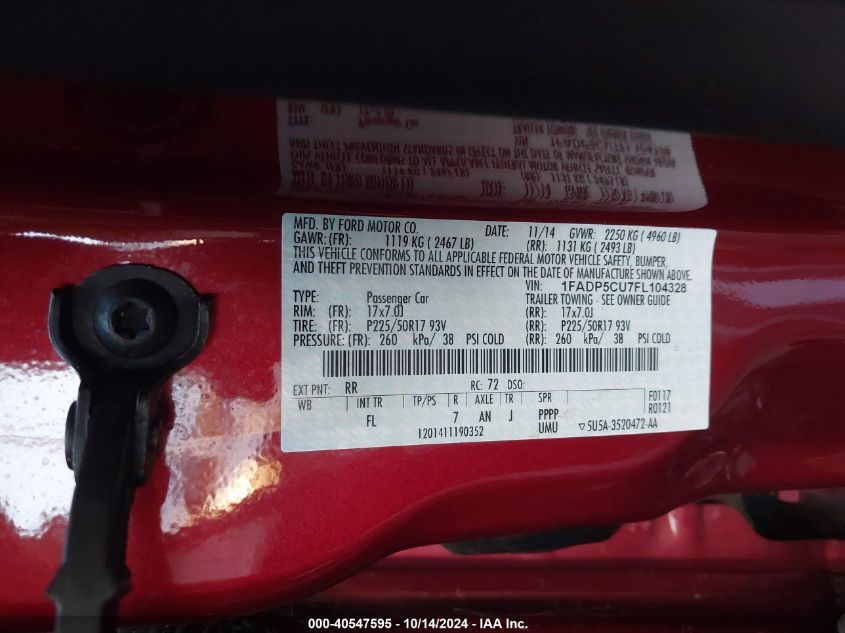 MFD. BY FORD MOTOR CO. DATE: 11/14 GVWR: 2250 KG ( 4960 LB)
GAWR: (FR): 1119 KG ( 2467 LB) (RR): 1131 KG ( 2493 LB)
THIS VEHICLE CONFORMS TO ALL APPLICABLE FEDERAL MOTOR VEHICLE SAFETY, BUMPER,
AND THEFT PREVENTION STANDARDS IN EFFECT ON THE DATE OF MANUFACTURE SHOWN ABOVE.
VIN: 1FADP5CU7FL104328
TYPE: Passenger Car TRAILER TOWING - SEE OWNER GUIDE
RIM: (FR): 17x7.0J (RR): 17x7.0J
TIRE: (FR): P225/50R17 93V (RR): P225/50R17 93V
PRESSURE: (FR): 260 kPa/ 38 PSI COLD (RR): 260 kPa/ 38 PSI COLD
EXT PNT: RR RC: 72 DSO:
WB INT TR TP/PS R AXLE TR SPR F0117
FL 7 AN J PPPP R0121
1201411190352 UMU ▽ 5U5A-3520472-AA
000-40547595 - 10/14/2024 - IAA Inc.